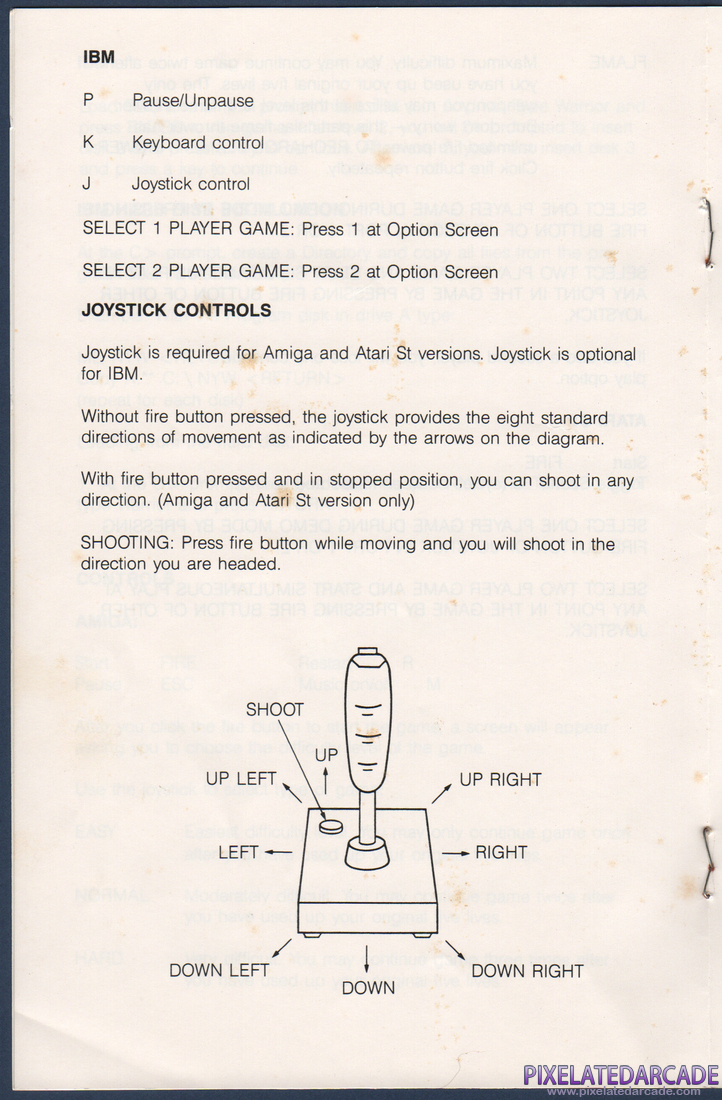 IBM
P Pause/Unpause
K Keyboard control
J Joystick control
SELECT 1 PLAYER GAME: Press 1 at Option Screen
SELECT 2 PLAYER GAME: Press 2 at Option Screen
JOYSTICK CONTROLS
Joystick is required for Amiga and Atari St versions. Joystick is optional
for IBM.
Without fire button pressed, the joystick provides the eight standard
directions of movement as indicated by the arrows on the diagram.
With fire button pressed and in stopped position, you can shoot in any
direction. (Amiga and Atari St version only)
SHOOTING: Press fire button while moving and you will shoot in the
direction you are headed.
SHOOT
UP
UP LEFT
UP RIGHT
LEFT
RIGHT
DOWN LEFT
DOWN RIGHT
DOWN
PIXELATEDARCADE
www.pixelatedarcade.com